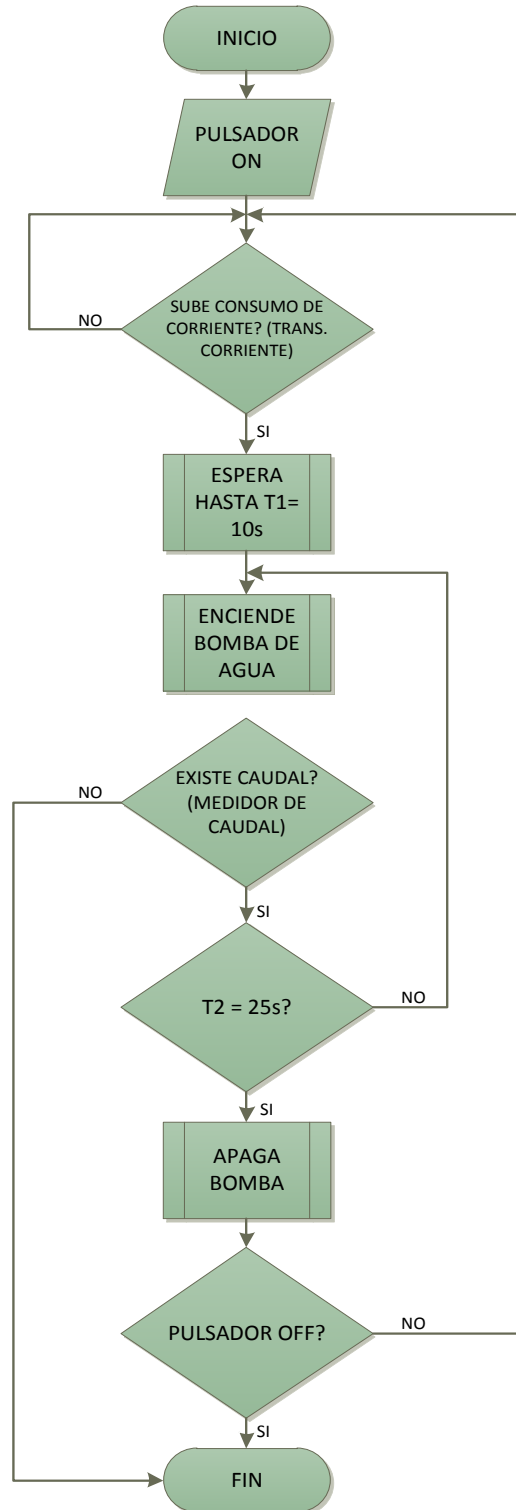 INICIO
PULSADOR
ON
SUBE CONSUMO DE
CORRIENTE? (TRANS.
CORRIENTE)
NO
SI
ESPERA
HASTA T1=
10s
ENCIENDE
BOMBA DE
AGUA
EXISTE CAUDAL?
(MEDIDOR DE
CAUDAL)
NO
SI
T2 = 25s?
NO
SI
APAGA
BOMBA
PULSADOR OFF?
NO
SI
FIN